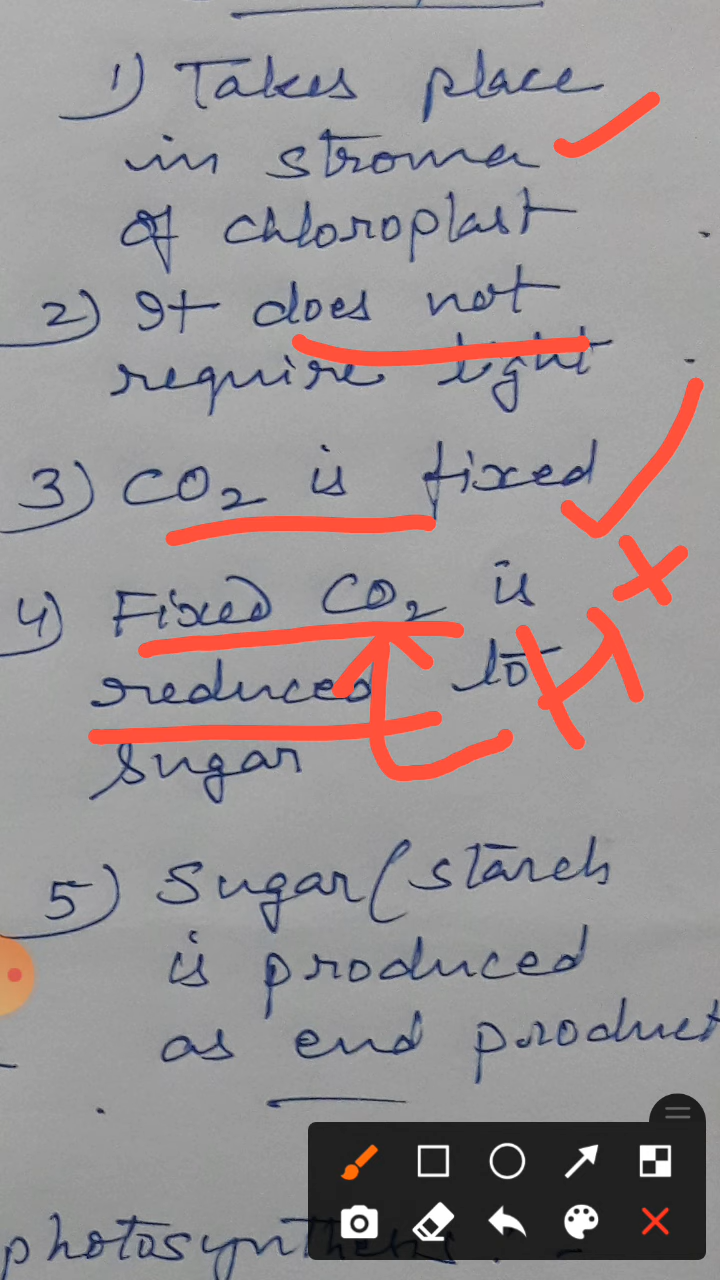 1) Takes place
in stroma
of chloroplast
2) It does not
require light
3) CO2 is fixed
4) Fixed CO2 is
H+
reduced to
sugar
5) Sugar (starch
is produced
as end product
photosynthesis :-